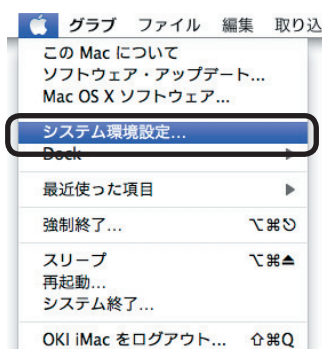 グラブ ファイル 編集 取り込
この Mac について
ソフトウェア・アップデート...
Mac OS X ソフトウェア...
システム環境設定...
Dock
最近使った項目 ▶
強制終了... ⌥⌘⎋
スリープ ⌥⌘⏏
再起動...
システム終了...
OKI iMac をログアウト... ⇧⌘Q